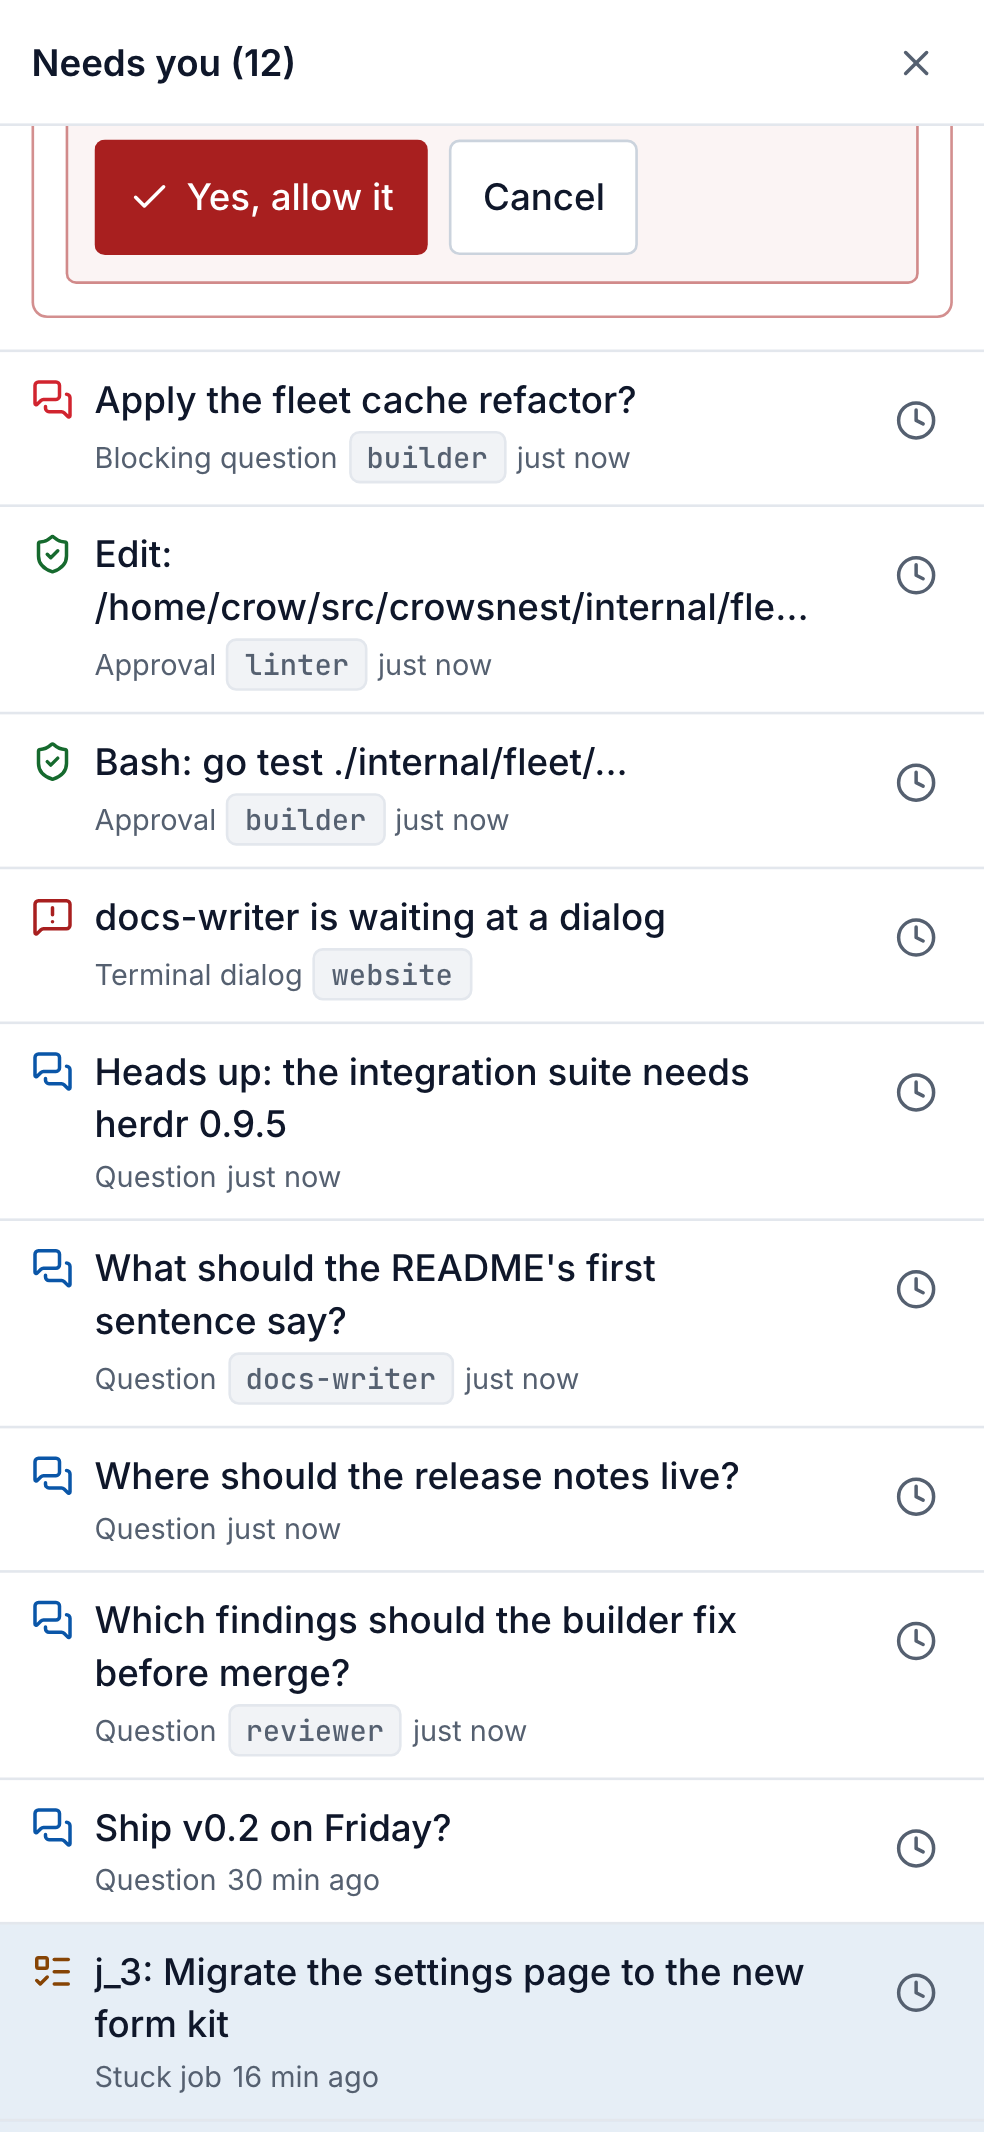 Needs you (12)
Yes, allow it
Cancel
Apply the fleet cache refactor?
Blocking question builder just now
Edit:
/home/crow/src/crowsnest/internal/fle...
Approval linter just now
Bash: go test ./internal/fleet/...
Approval builder just now
docs-writer is waiting at a dialog
Terminal dialog website
Heads up: the integration suite needs
herdr 0.9.5
Question just now
What should the README's first
sentence say?
Question docs-writer just now
Where should the release notes live?
Question just now
Which findings should the builder fix
before merge?
Question reviewer just now
Ship v0.2 on Friday?
Question 30 min ago
j_3: Migrate the settings page to the new
form kit
Stuck job 16 min ago